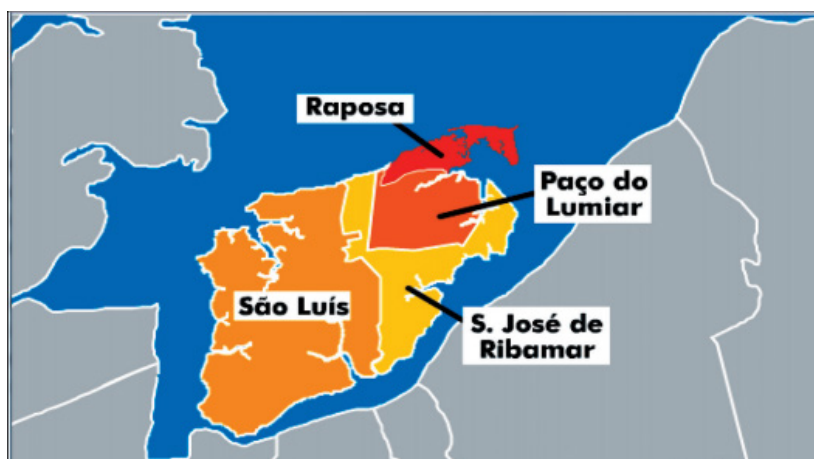 Raposa
Paço do
Lumiar
São Luís
S. José de
Ribamar